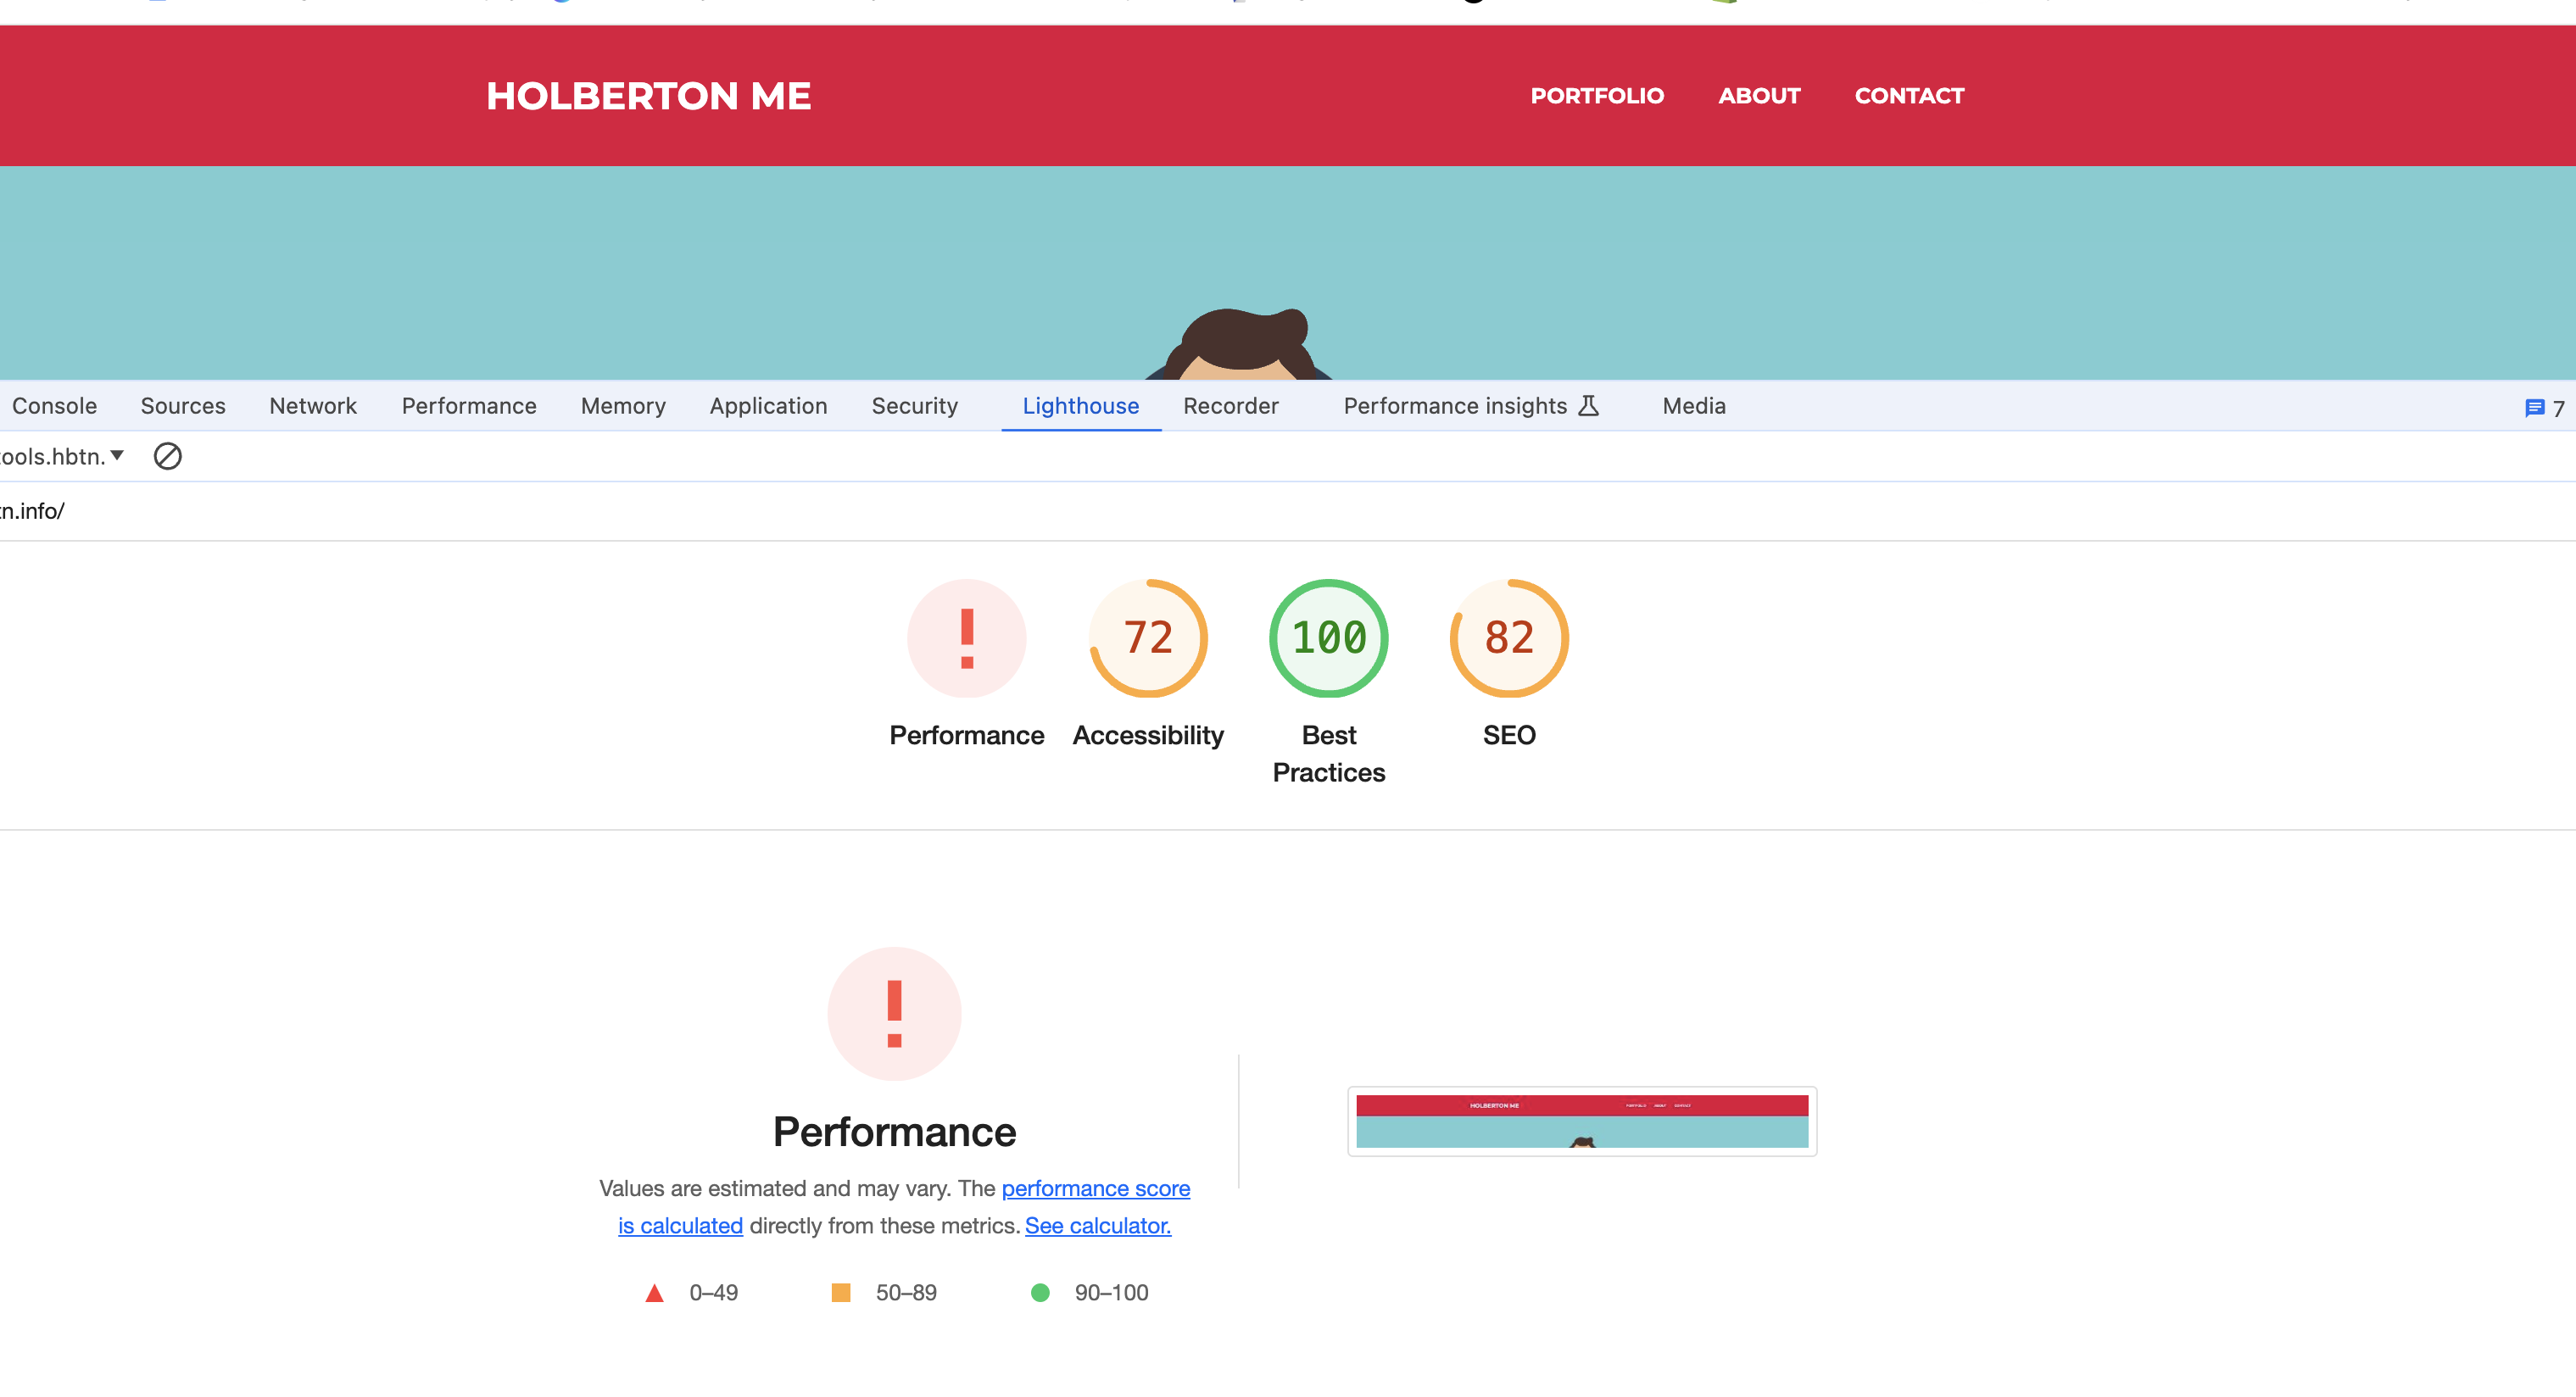 HOLBERTON ME
PORTFOLIO ABOUT CONTACT
Console Sources Network Performance Memory Application Security Lighthouse Recorder Performance insights Media 7
ools.hbtn.
n.info/
! 72 100 82
Performance Accessibility Best Practices SEO
!
Performance
Values are estimated and may vary. The performance score
is calculated directly from these metrics. See calculator.
0–49 50–89 90–100
HOLBERTON ME
PORTFOLIO ABOUT CONTACT